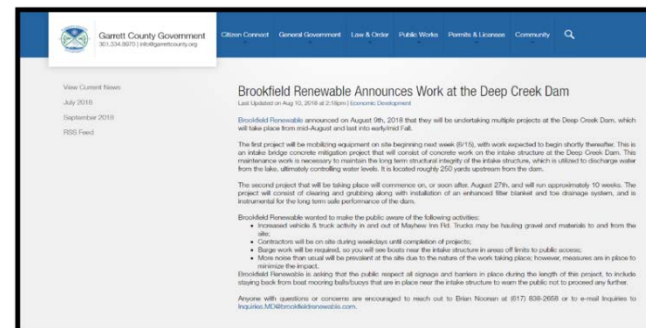 Garrett County Government
301.334.8970 | info@garrettcounty.org
Citizen Connect General Government Law & Order Public Works Permits & Licenses Community
View Current News
July 2018
September 2018
RSS Feed
Brookfield Renewable Announces Work at the Deep Creek Dam
Last Updated on Aug 10, 2018 at 2:18pm | Economic Development
Brookfield Renewable announced on August 9th, 2018 that they will be undertaking multiple projects at the Deep Creek Dam, which
will take place from mid-August and last into early/mid Fall.
The first project will be mobilizing equipment on site beginning next week (8/15), with work expected to begin shortly thereafter. This is
an intake bridge concrete mitigation project that will consist of concrete work on the intake structure at the Deep Creek Dam. This
maintenance work is necessary to maintain the long term structural integrity of the intake structure, which is utilized to discharge water
from the lake, ultimately controlling water levels. It is located roughly 250 yards upstream from the dam.
The second project that will be taking place will commence on, or soon after, August 27th, and will run approximately 10 weeks. The
project will consist of clearing and grubbing along with installation of an enhanced filter blanket and toe drainage system, and is
instrumental for the long term safe performance of the dam.
Brookfield Renewable wanted to make the public aware of the following activities:
• Increased vehicle & truck activity in and out of Mayhew Inn Rd. Trucks may be hauling gravel and materials to and from the
site;
• Contractors will be on site during weekdays until completion of projects;
• Barge work will be required, so you will see boats near the intake structure in areas off limits to public access;
• More noise than usual will be prevalent at the site due to the nature of the work taking place; however, measures are in place to
minimize the impact.
Brookfield Renewable is asking that the public respect all signage and barriers in place during the length of this project, to include
staying back from boat mooring balls/buoys that are in place near the intake structure to warn the public not to proceed any further.
Anyone with questions or concerns are encouraged to reach out to Brian Noonan at (617) 839-2658 or to e-mail Inquiries to
Inquiries.MD@brookfieldrenewable.com.